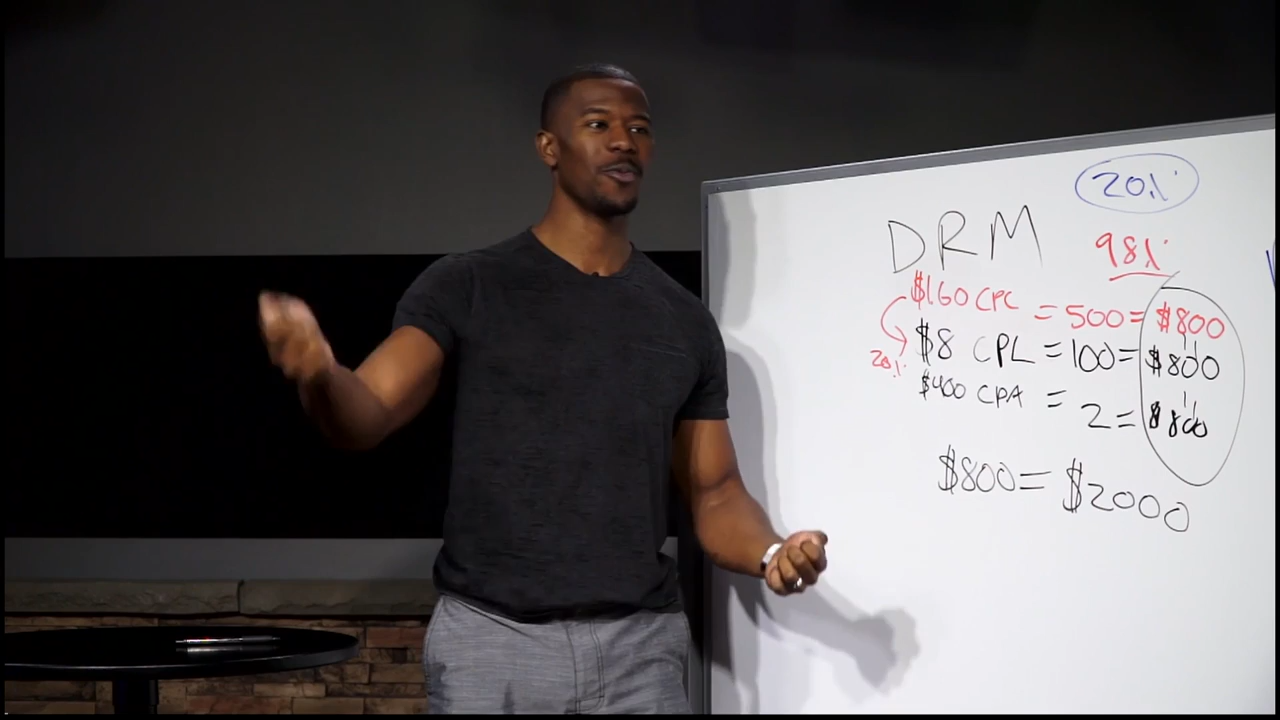 20%
DRM
98%
$1.60 CPC = 500 = $800
20%
$8 CPL = 100 = $800
$400 CPA = 2 = $800
$800 = $2000